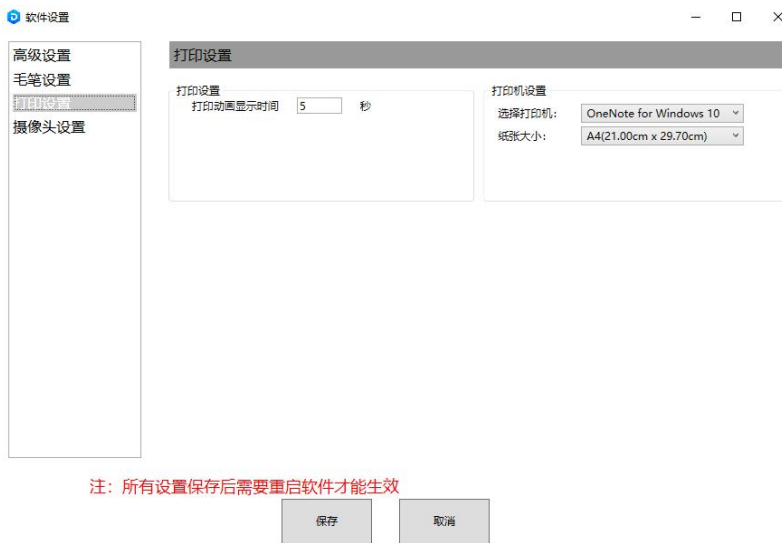 软件设置
高级设置
毛笔设置
打印设置
摄像头设置
打印设置
打印设置
打印动画显示时间 5 秒
打印机设置
选择打印机: OneNote for Windows 10
纸张大小: A4(21.00cm x 29.70cm)
注：所有设置保存后需要重启软件才能生效
保存 取消